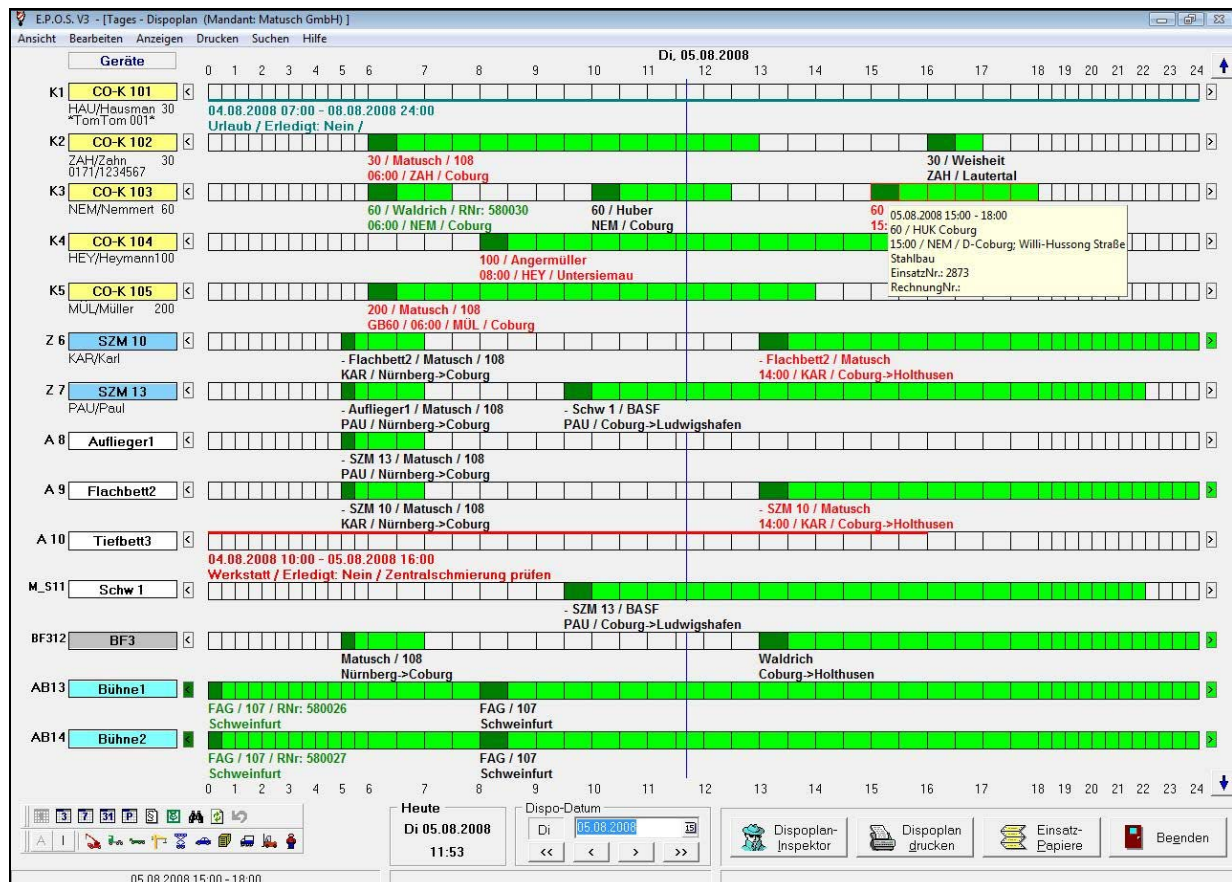 E.P.O.S. V3 - [Tages - Dispoplan (Mandant: Matusch GmbH) ]
Ansicht Bearbeiten Anzeigen Drucken Suchen Hilfe
Geräte
Di, 05.08.2008
0 1 2 3 4 5 6 7 8 9 10 11 12 13 14 15 16 17 18 19 20 21 22 23 24
K1 CO-K 101
HAU/Hausman 30
*TomTom 001*
04.08.2008 07:00 - 08.08.2008 24:00
Urlaub / Erledigt: Nein /
K2 CO-K 102
ZAH/Zahn 30
0171/1234567
30 / Matusch / 108
06:00 / ZAH / Coburg
30 / Weisheit
ZAH / Lautertal
K3 CO-K 103
NEM/Nemmert 60
60 / Waldrich / RNr: 580030
06:00 / NEM / Coburg
60 / Huber
NEM / Coburg
60
15:
05.08.2008 15:00 - 18:00
60 / HUK Coburg
15:00 / NEM / D-Coburg; Willi-Hussong Straße
Stahlbau
EinsatzNr.: 2873
RechnungNr.:
K4 CO-K 104
HEY/Heymann100
100 / Angermüller
08:00 / HEY / Untersiemau
K5 CO-K 105
MÜL/Müller 200
200 / Matusch / 108
GB60 / 06:00 / MÜL / Coburg
Z 6 SZM 10
KAR/Karl
- Flachbett2 / Matusch / 108
KAR / Nürnberg->Coburg
- Flachbett2 / Matusch
14:00 / KAR / Coburg->Holthusen
Z 7 SZM 13
PAU/Paul
- Auflieger1 / Matusch / 108
PAU / Nürnberg->Coburg
- Schw 1 / BASF
PAU / Coburg->Ludwigshafen
A 8 Auflieger1
- SZM 13 / Matusch / 108
PAU / Nürnberg->Coburg
A 9 Flachbett2
- SZM 10 / Matusch / 108
KAR / Nürnberg->Coburg
- SZM 10 / Matusch
14:00 / KAR / Coburg->Holthusen
A 10 Tiefbett3
04.08.2008 10:00 - 05.08.2008 16:00
Werkstatt / Erledigt: Nein / Zentralschmierung prüfen
M_S11 Schw 1
- SZM 13 / BASF
PAU / Coburg->Ludwigshafen
BF312 BF3
Matusch / 108
Nürnberg->Coburg
Waldrich
Coburg->Holthusen
AB13 Bühne1
FAG / 107 / RNr: 580026
Schweinfurt
FAG / 107
Schweinfurt
AB14 Bühne2
FAG / 107 / RNr: 580027
Schweinfurt
FAG / 107
Schweinfurt
0 1 2 3 4 5 6 7 8 9 10 11 12 13 14 15 16 17 18 19 20 21 22 23 24
3 7 31 P §
A I
Heute
Di 05.08.2008
11:53
Dispo-Datum
Di 05.08.2008 15
<< < > >>
Dispoplan-
Inspektor
Dispoplan
drucken
Einsatz-
Papiere
Beenden
05.08.2008 15:00 - 18:00